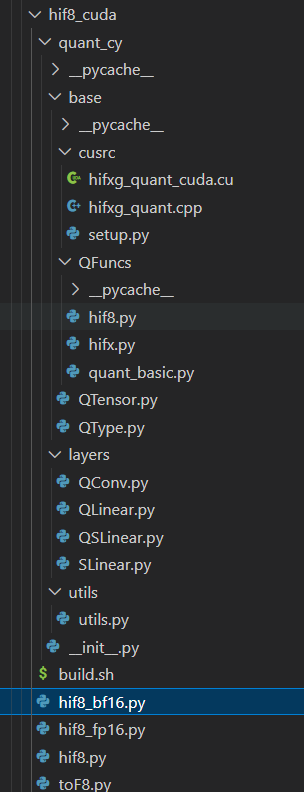 hif8_cuda
quant_cy
__pycache__
base
__pycache__
cusrc
hifxg_quant_cuda.cu
hifxg_quant.cpp
setup.py
QFuncs
__pycache__
hif8.py
hifx.py
quant_basic.py
QTensor.py
QType.py
layers
QConv.py
QLinear.py
QSLinear.py
SLinear.py
utils
utils.py
__init__.py
$ build.sh
hif8_bf16.py
hif8_fp16.py
hif8.py
toF8.py